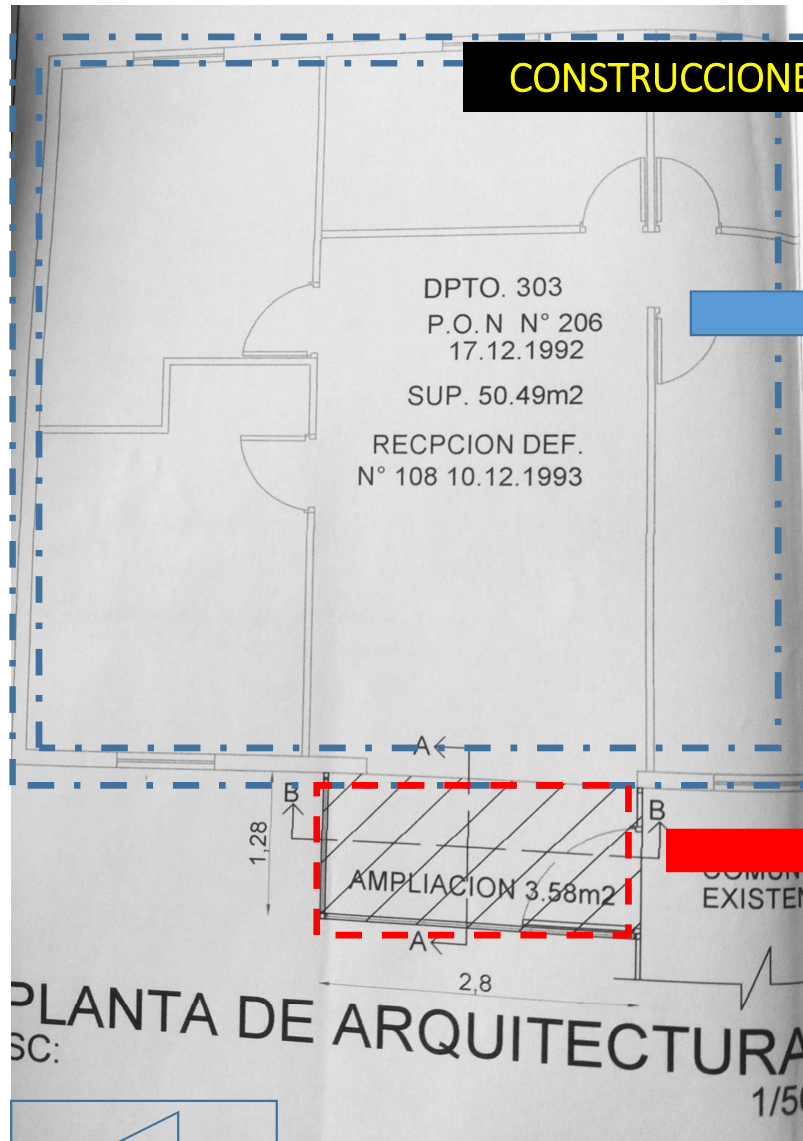 CONSTRUCCIONE
DPTO. 303
P.O.N N° 206
17.12.1992
SUP. 50.49m2
RECPCION DEF.
N° 108 10.12.1993
A
B
B
1,28
AMPLIACION 3.58m2
EXISTEN
A
2,8
PLANTA DE ARQUITECTURA
SC:
1/50